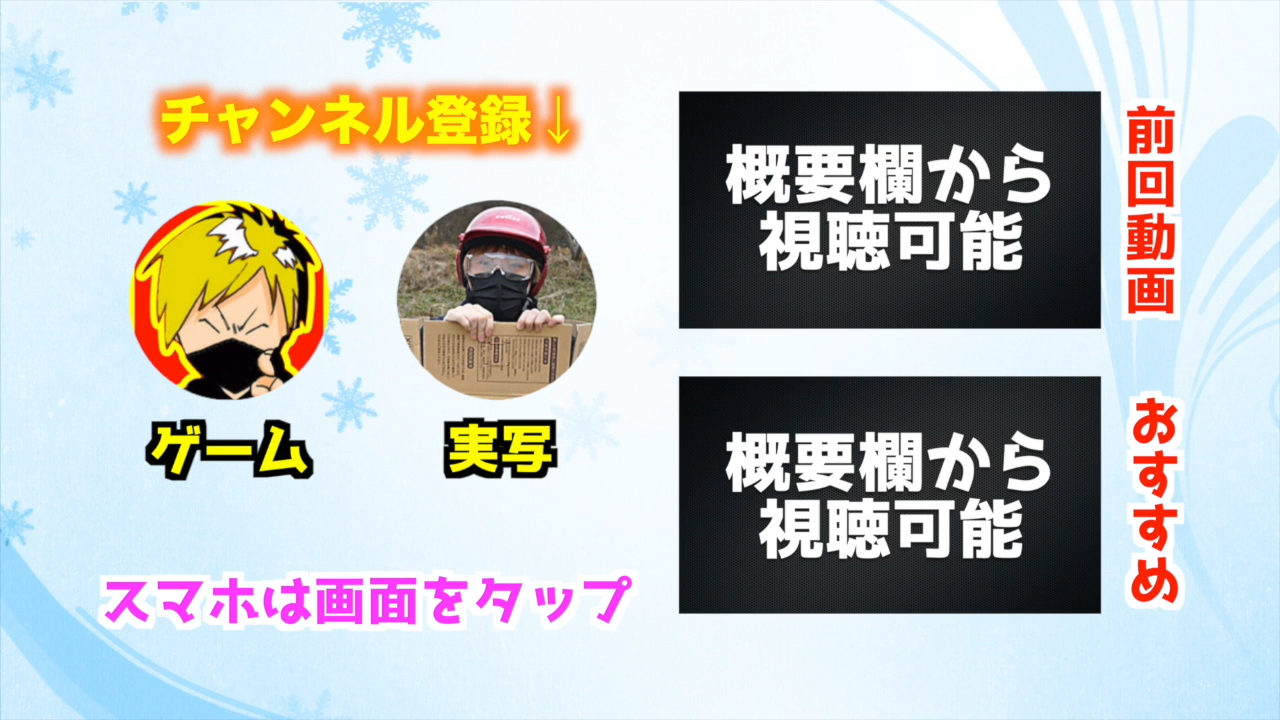 チャンネル登録↓
ゲーム
実写
スマホは画面をタップ
概要欄から
視聴可能
前回動画
概要欄から
視聴可能
おすすめ